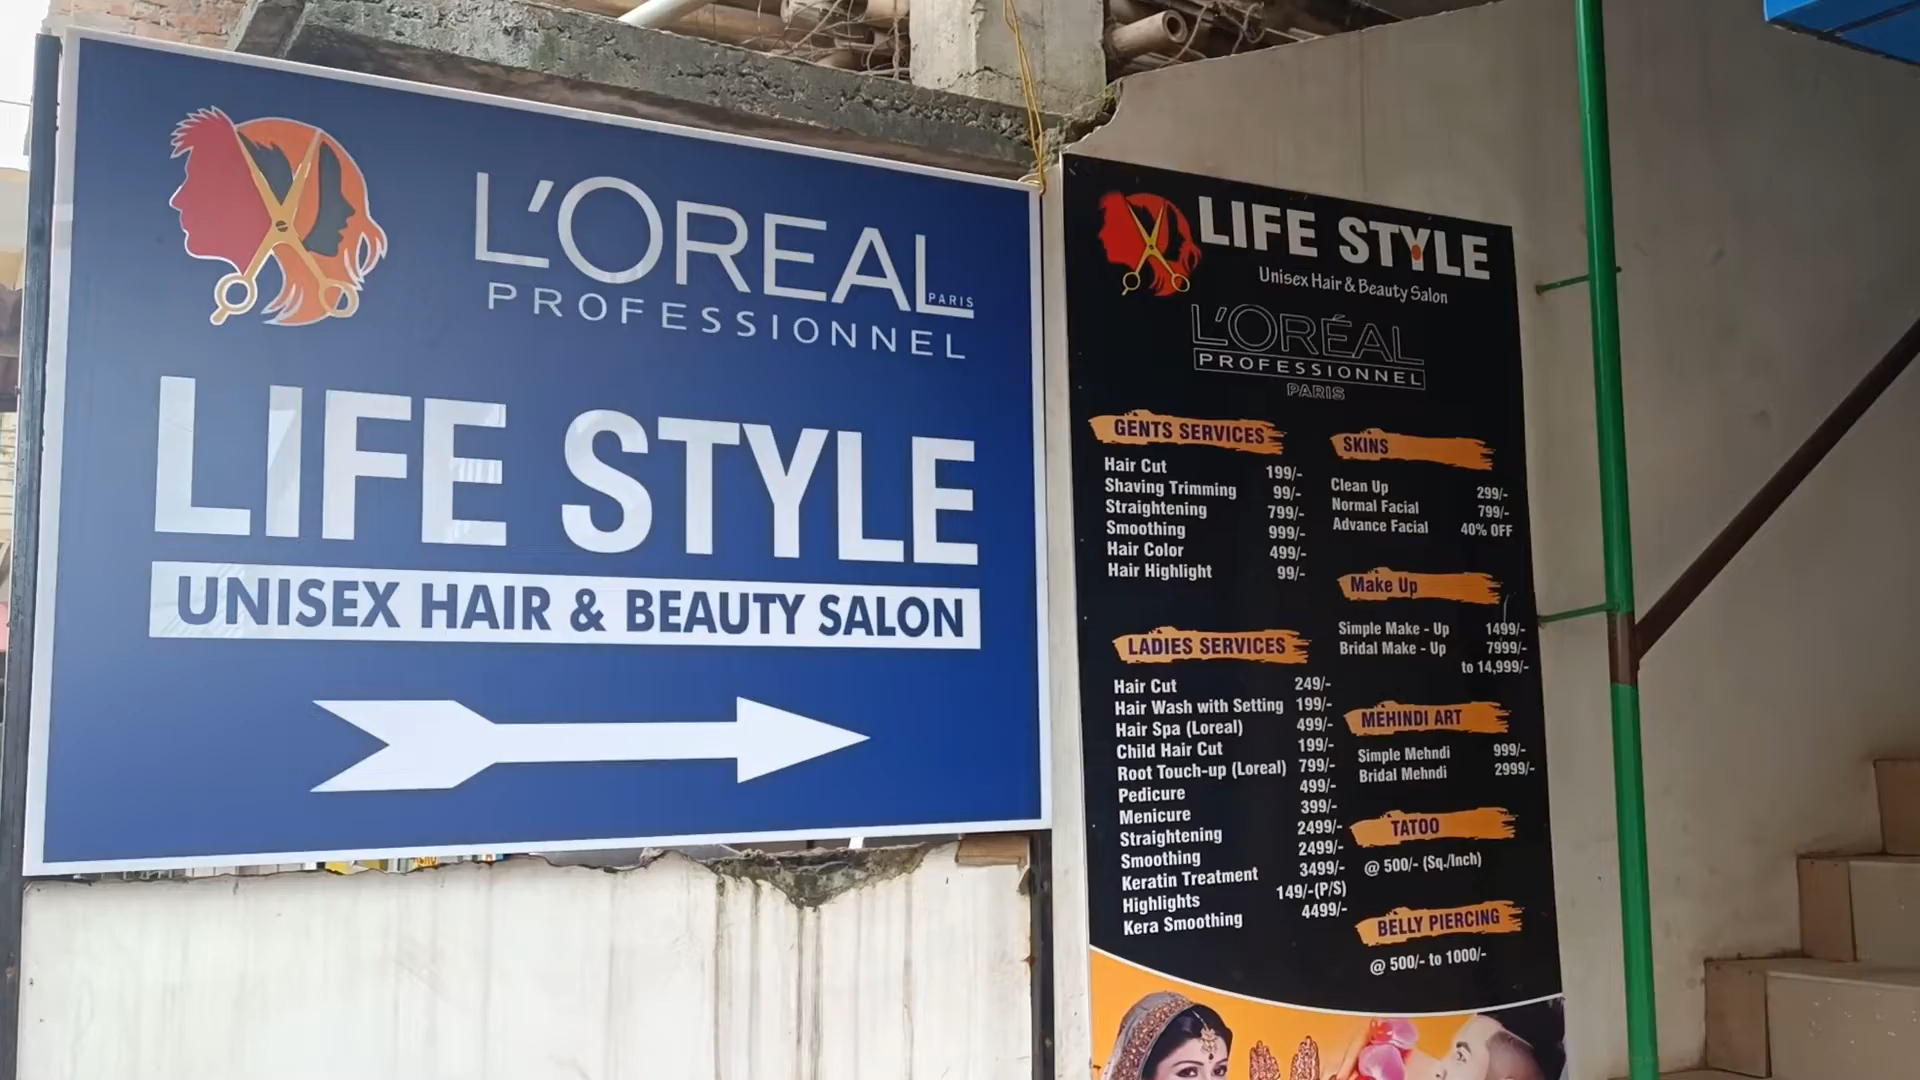 L'OREAL
PARIS
PROFESSIONNEL
LIFE STYLE
UNISEX HAIR & BEAUTY SALON
LIFE STYLE
Unisex Hair & Beauty Salon
L'ORÉAL
PROFESSIONNEL
PARIS
GENTS SERVICES
Hair Cut 199/-
Shaving Trimming 99/-
Straightening 799/-
Smoothing 999/-
Hair Color 499/-
Hair Highlight 99/-
LADIES SERVICES
Hair Cut 249/-
Hair Wash with Setting 199/-
Hair Spa (Loreal) 499/-
Child Hair Cut 199/-
Root Touch-up (Loreal) 799/-
Pedicure 499/-
Menicure 399/-
Straightening 2499/-
Smoothing 2499/-
Keratin Treatment 3499/-
Highlights 149/-(P/S)
Kera Smoothing 4499/-
SKINS
Clean Up 299/-
Normal Facial 799/-
Advance Facial 40% OFF
Make Up
Simple Make - Up 1499/-
Bridal Make - Up 7999/-
to 14,999/-
MEHINDI ART
Simple Mehndi 999/-
Bridal Mehndi 2999/-
TATOO
@ 500/- (Sq./Inch)
BELLY PIERCING
@ 500/- to 1000/-